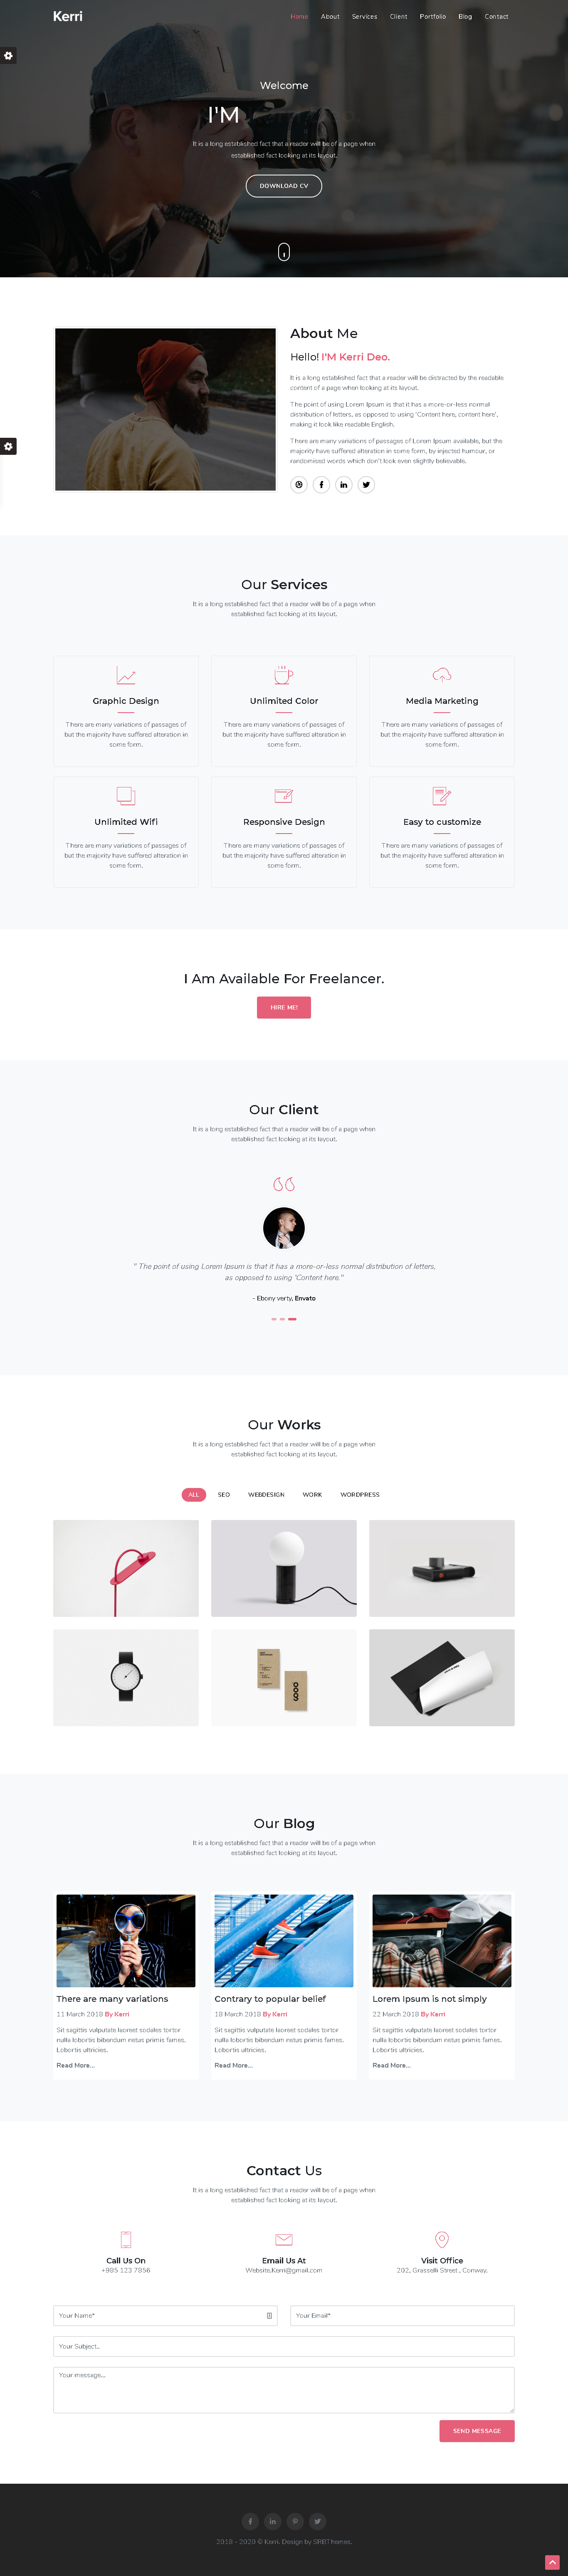 Kerri
Home About Services Client Portfolio Blog Contact
Welcome
I'M
It is a long established fact that a reader will be of a page when
established fact looking at its layout.
DOWNLOAD CV
About Me
Hello! I'M Kerri Deo.
It is a long established fact that a reader will be distracted by the readable
content of a page when looking at its layout.
The point of using Lorem Ipsum is that it has a more-or-less normal
distribution of letters, as opposed to using 'Content here, content here',
making it look like readable English.
There are many variations of passages of Lorem Ipsum available, but the
majority have suffered alteration in some form, by injected humour, or
randomised words which don't look even slightly believable.
Our Services
It is a long established fact that a reader will be of a page when
established fact looking at its layout.
Graphic Design
There are many variations of passages of
but the majority have suffered alteration in
some form.
Unlimited Color
There are many variations of passages of
but the majority have suffered alteration in
some form.
Media Marketing
There are many variations of passages of
but the majority have suffered alteration in
some form.
Unlimited Wifi
There are many variations of passages of
but the majority have suffered alteration in
some form.
Responsive Design
There are many variations of passages of
but the majority have suffered alteration in
some form.
Easy to customize
There are many variations of passages of
but the majority have suffered alteration in
some form.
I Am Available For Freelancer.
HIRE ME!
Our Client
It is a long established fact that a reader will be of a page when
established fact looking at its layout.
" The point of using Lorem Ipsum is that it has a more-or-less normal distribution of letters,
as opposed to using 'Content here."
- Ebony verty, Envato
Our Works
It is a long established fact that a reader will be of a page when
established fact looking at its layout.
ALL SEO WEBDESIGN WORK WORDPRESS
Our Blog
It is a long established fact that a reader will be of a page when
established fact looking at its layout.
There are many variations
11 March 2018 By Kerri
Sit sagittis vulputate laoreet sodales tortor
nulla lobortis bibendum netus primis fames.
Lobortis ultricies.
Read More...
Contrary to popular belief
18 March 2018 By Kerri
Sit sagittis vulputate laoreet sodales tortor
nulla lobortis bibendum netus primis fames.
Lobortis ultricies.
Read More...
Lorem Ipsum is not simply
22 March 2018 By Kerri
Sit sagittis vulputate laoreet sodales tortor
nulla lobortis bibendum netus primis fames.
Lobortis ultricies.
Read More...
Contact Us
It is a long established fact that a reader will be of a page when
established fact looking at its layout.
Call Us On
+985 123 7856
Email Us At
Website.Kerri@gmail.com
Visit Office
202, Grasselli Street , Conway.
Your Name*
Your Email*
Your Subject..
Your message...
SEND MESSAGE
2018 - 2020 © Kerri. Design by SRBThemes.